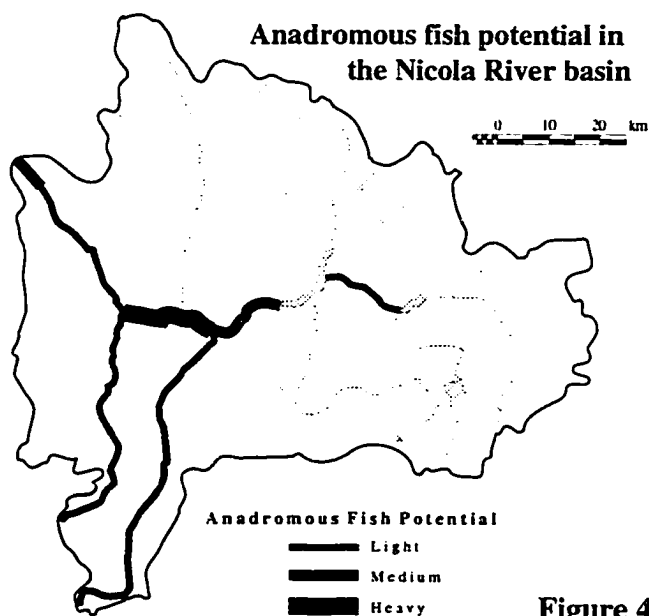 Anadromous fish potential in
the Nicola River basin
0 10 20 km
Anadromous Fish Potential
Light
Medium
Heavy
Figure 4